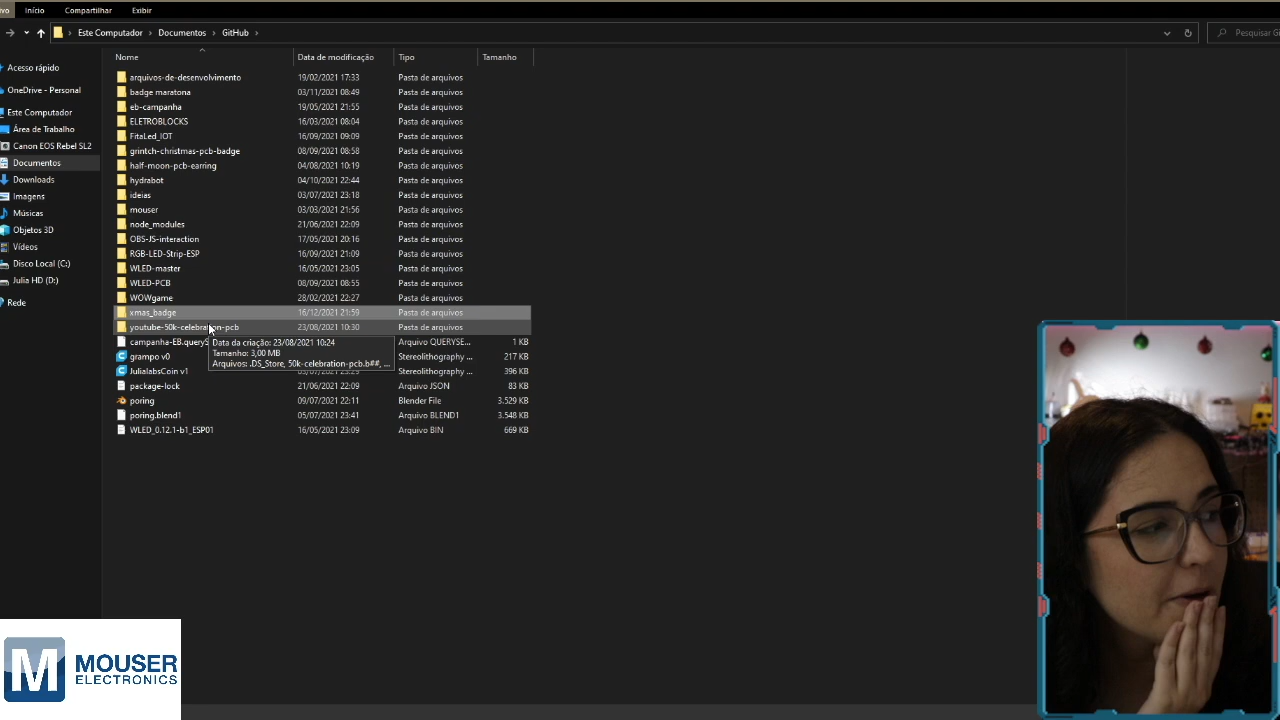 Início Compartilhar Exibir
Este Computador > Documentos > GitHub >
Nome Data de modificação Tipo Tamanho
Acesso rápido
OneDrive - Personal
Este Computador
Área de Trabalho
Canon EOS Rebel SL2
Documentos
Downloads
Imagens
Músicas
Objetos 3D
Vídeos
Disco Local (C:)
Julia HD (D:)
Rede
arquivos-de-desenvolvimento 19/02/2021 17:33 Pasta de arquivos
badge maratona 03/11/2021 08:49 Pasta de arquivos
eb-campanha 19/05/2021 21:55 Pasta de arquivos
ELETROBLOCKS 16/03/2021 08:04 Pasta de arquivos
FitaLed_IOT 16/09/2021 09:09 Pasta de arquivos
grintch-christmas-pcb-badge 08/09/2021 08:58 Pasta de arquivos
half-moon-pcb-earring 04/08/2021 10:19 Pasta de arquivos
hydrabot 04/10/2021 22:44 Pasta de arquivos
ideias 03/07/2021 23:18 Pasta de arquivos
mouser 03/03/2021 21:56 Pasta de arquivos
node_modules 21/06/2021 22:09 Pasta de arquivos
OBS-JS-interaction 17/05/2021 20:16 Pasta de arquivos
RGB-LED-Strip-ESP 16/09/2021 21:09 Pasta de arquivos
WLED-master 16/05/2021 23:05 Pasta de arquivos
WLED-PCB 08/09/2021 08:55 Pasta de arquivos
WOWgame 28/02/2021 22:27 Pasta de arquivos
xmas_badge 16/12/2021 21:59 Pasta de arquivos
youtube-50k-celebration-pcb 23/08/2021 10:30 Pasta de arquivos
campanha-EB.queryS Arquivo QUERYSE... 1 KB
grampo v0 Stereolithography ... 217 KB
JulialabsCoin v1 Stereolithography ... 396 KB
package-lock 21/06/2021 22:09 Arquivo JSON 83 KB
poring 09/07/2021 22:11 Blender File 3.529 KB
poring.blend1 05/07/2021 23:41 Arquivo BLEND1 3.548 KB
WLED_0.12.1-b1_ESP01 16/05/2021 23:09 Arquivo BIN 669 KB
Data da criação: 23/08/2021 10:24
Tamanho: 3,00 MB
Arquivos: .DS_Store, 50k-celebration-pcb.b##, ...
Pesquisar
M MOUSER
ELECTRONICS